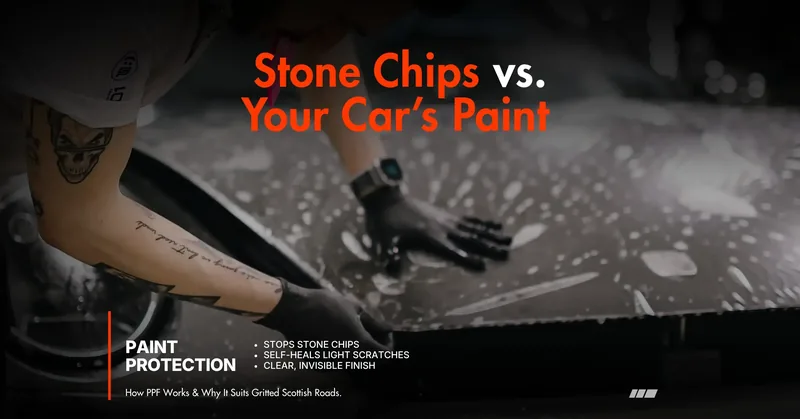 Stone Chips vs.
Your Car's Paint
PAINT
PROTECTION
• STOPS STONE CHIPS
• SELF-HEALS LIGHT SCRATCHES
• CLEAR, INVISIBLE FINISH
How PPF Works & Why It Suits Gritted Scottish Roads.